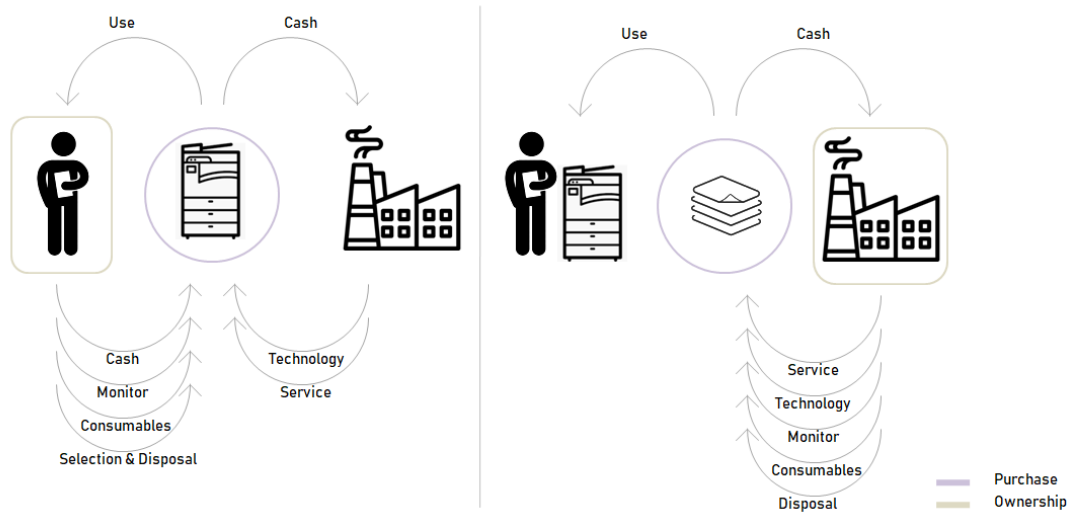 Use
Cash
Cash
Monitor
Consumables
Selection & Disposal
Technology
Service
Use
Cash
Service
Technology
Monitor
Consumables
Disposal
Purchase
Ownership